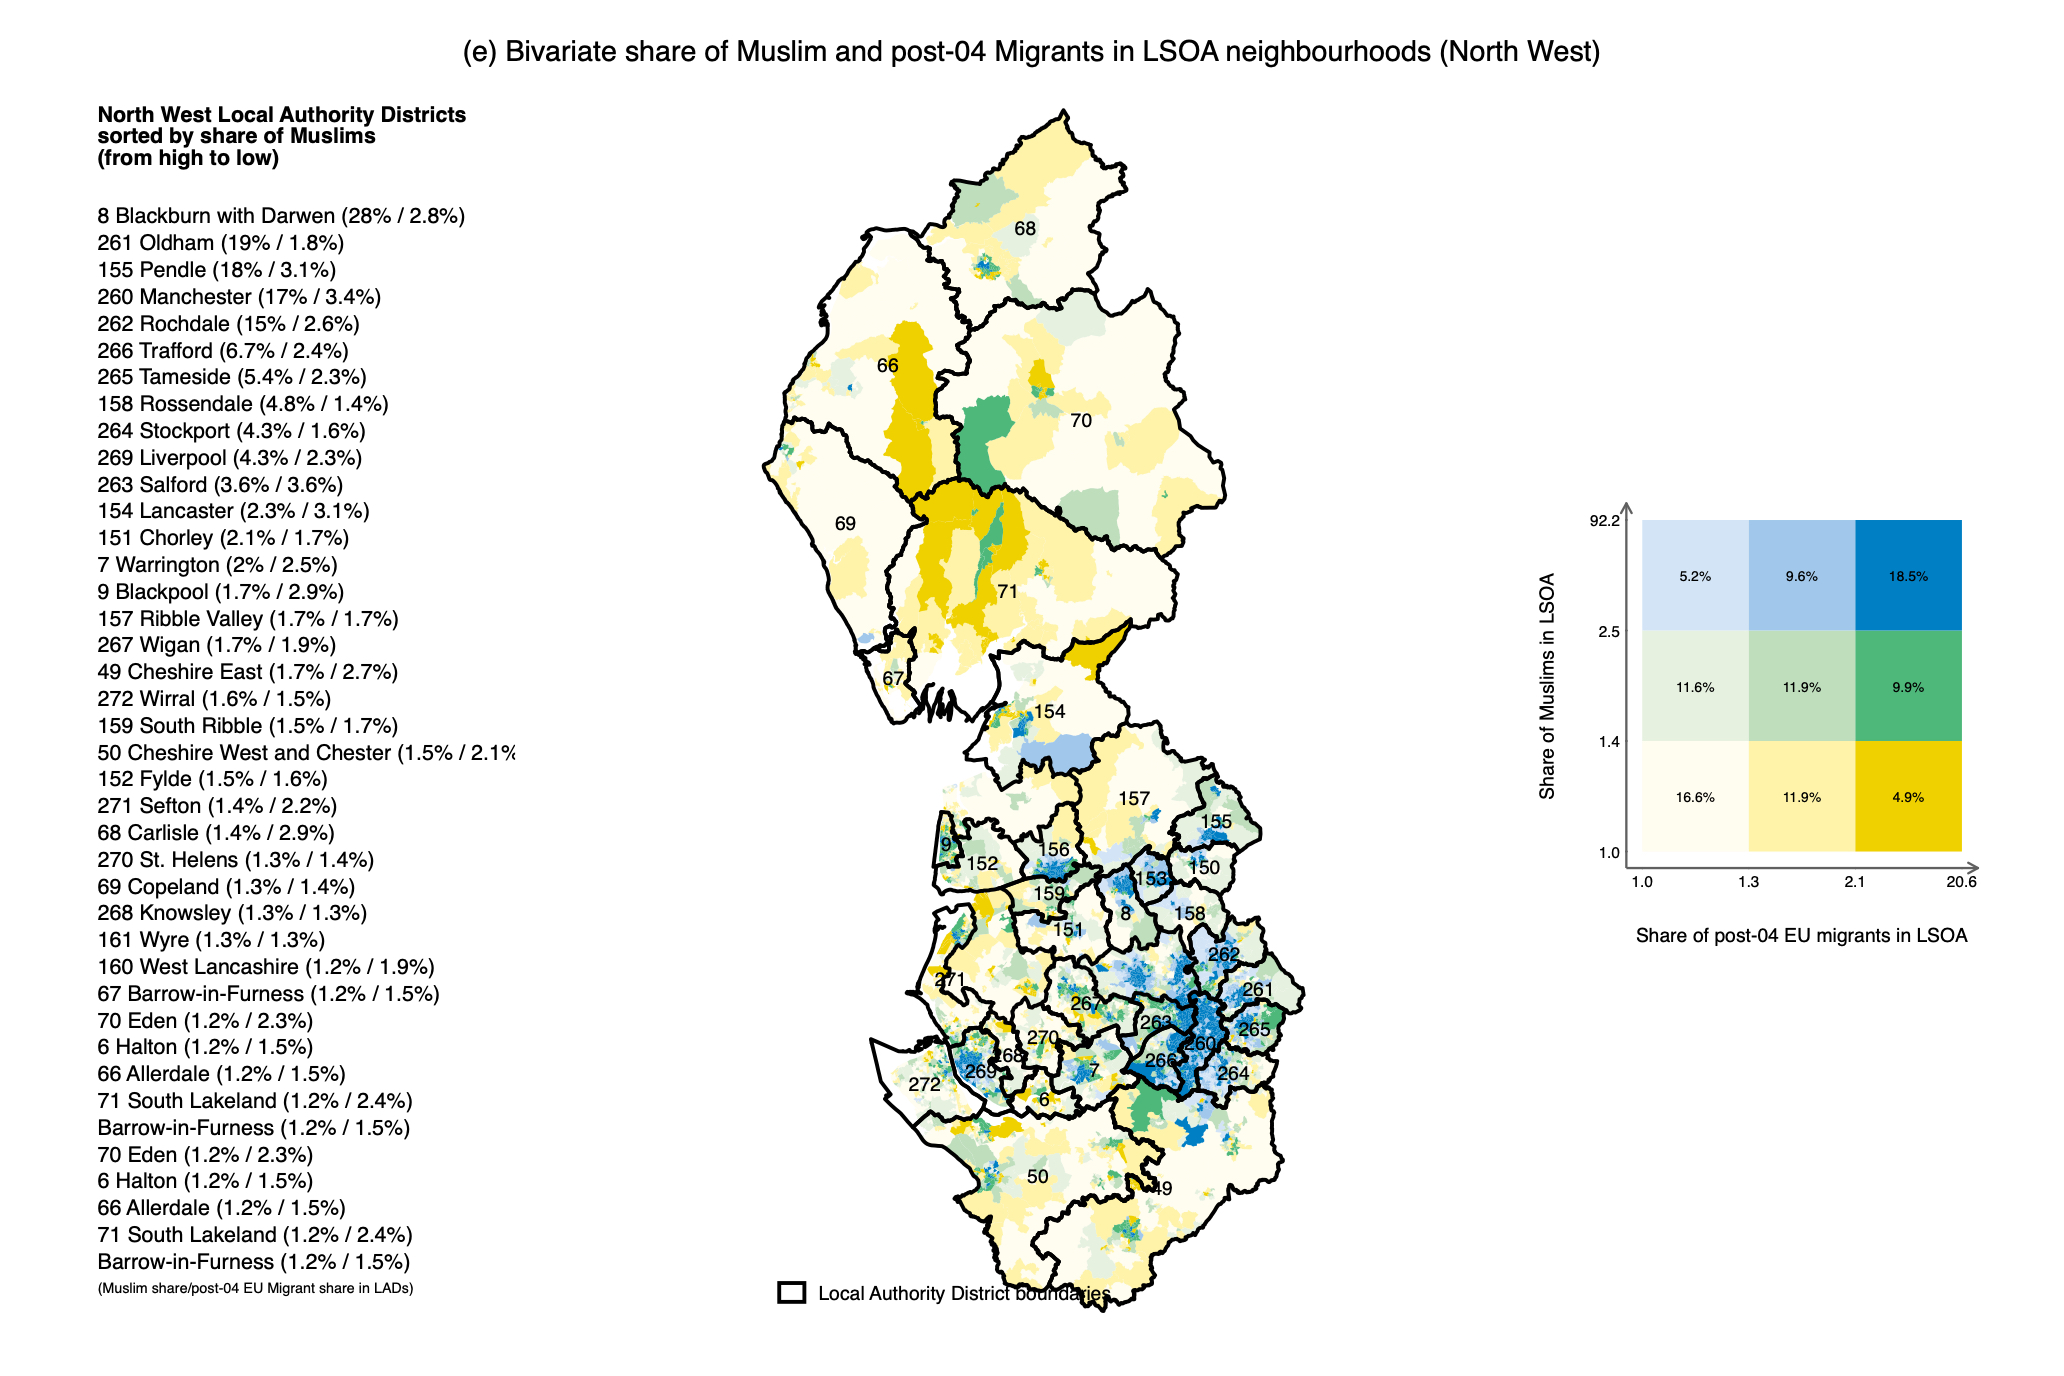 (e) Bivariate share of Muslim and post-04 Migrants in LSOA neighbourhoods (North West)
North West Local Authority Districts
sorted by share of Muslims
(from high to low)
8 Blackburn with Darwen (28% / 2.8%)
261 Oldham (19% / 1.8%)
155 Pendle (18% / 3.1%)
260 Manchester (17% / 3.4%)
262 Rochdale (15% / 2.6%)
266 Trafford (6.7% / 2.4%)
265 Tameside (5.4% / 2.3%)
158 Rossendale (4.8% / 1.4%)
264 Stockport (4.3% / 1.6%)
269 Liverpool (4.3% / 2.3%)
263 Salford (3.6% / 3.6%)
154 Lancaster (2.3% / 3.1%)
151 Chorley (2.1% / 1.7%)
7 Warrington (2% / 2.5%)
9 Blackpool (1.7% / 2.9%)
157 Ribble Valley (1.7% / 1.7%)
267 Wigan (1.7% / 1.9%)
49 Cheshire East (1.7% / 2.7%)
272 Wirral (1.6% / 1.5%)
159 South Ribble (1.5% / 1.7%)
50 Cheshire West and Chester (1.5% / 2.1%
152 Fylde (1.5% / 1.6%)
271 Sefton (1.4% / 2.2%)
68 Carlisle (1.4% / 2.9%)
270 St. Helens (1.3% / 1.4%)
69 Copeland (1.3% / 1.4%)
268 Knowsley (1.3% / 1.3%)
161 Wyre (1.3% / 1.3%)
160 West Lancashire (1.2% / 1.9%)
67 Barrow-in-Furness (1.2% / 1.5%)
70 Eden (1.2% / 2.3%)
6 Halton (1.2% / 1.5%)
66 Allerdale (1.2% / 1.5%)
71 South Lakeland (1.2% / 2.4%)
Barrow-in-Furness (1.2% / 1.5%)
70 Eden (1.2% / 2.3%)
6 Halton (1.2% / 1.5%)
66 Allerdale (1.2% / 1.5%)
71 South Lakeland (1.2% / 2.4%)
Barrow-in-Furness (1.2% / 1.5%)
(Muslim share/post-04 EU Migrant share in LADs)
68
66
70
69
71
67
154
157
155
9
152
156
153
150
159
8
158
151
262
271
267
261
263
265
270
260
268
266
269
7
264
272
6
50
49
Local Authority District boundaries
Share of Muslims in LSOA
92.2
2.5
1.4
1.0
5.2%
9.6%
18.5%
11.6%
11.9%
9.9%
16.6%
11.9%
4.9%
1.0
1.3
2.1
20.6
Share of post-04 EU migrants in LSOA